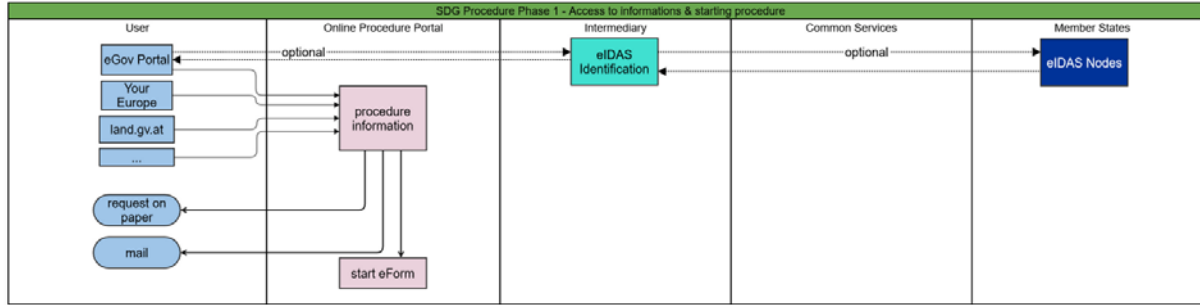 SDG Procedure Phase 1 - Access to informations & starting procedure
User
Online Procedure Portal
Intermediary
Common Services
Member States
eGov Portal
optional
eIDAS
Identification
optional
eIDAS Nodes
Your
Europe
procedure
information
land.gv.at
...
request on
paper
mail
start eForm